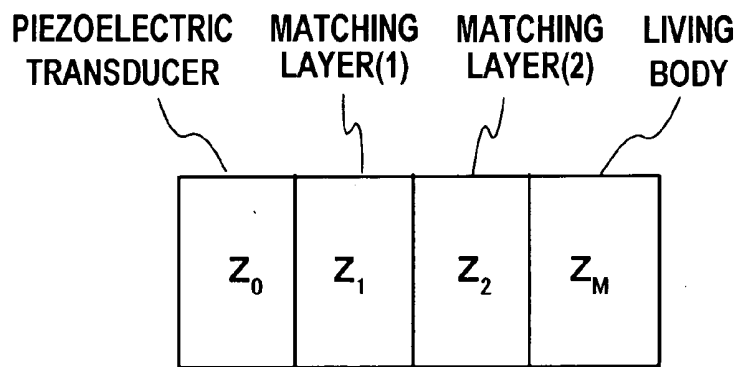 PIEZOELECTRIC TRANSDUCER
MATCHING LAYER(1)
MATCHING LAYER(2)
LIVING BODY
Z0
Z1
Z2
ZM